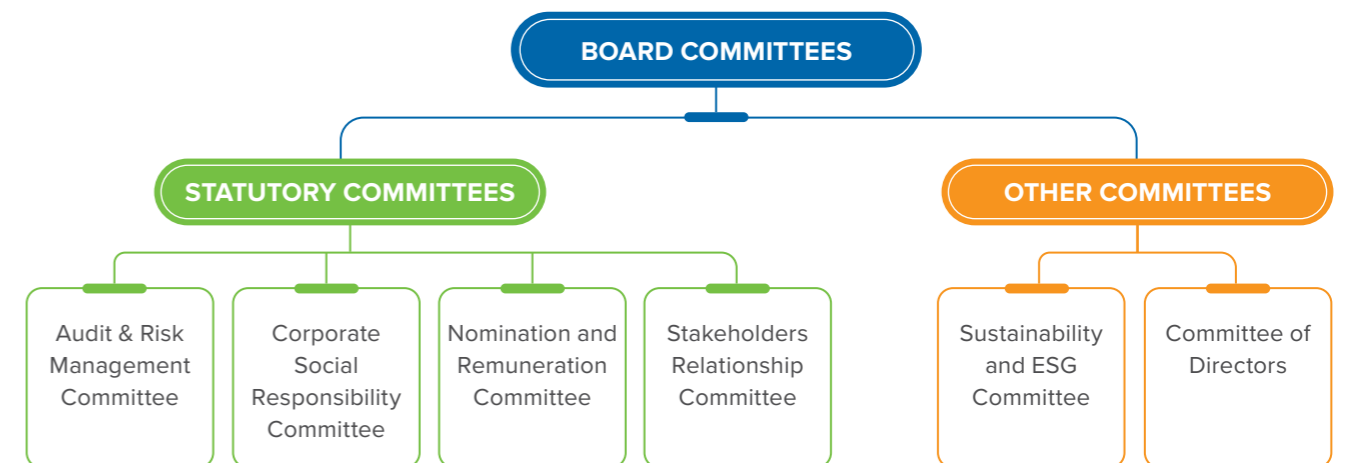 BOARD COMMITTEES
STATUTORY COMMITTEES
OTHER COMMITTEES
Audit & Risk
Management
Committee
Corporate
Social
Responsibility
Committee
Nomination and
Remuneration
Committee
Stakeholders
Relationship
Committee
Sustainability
and ESG
Committee
Committee of
Directors